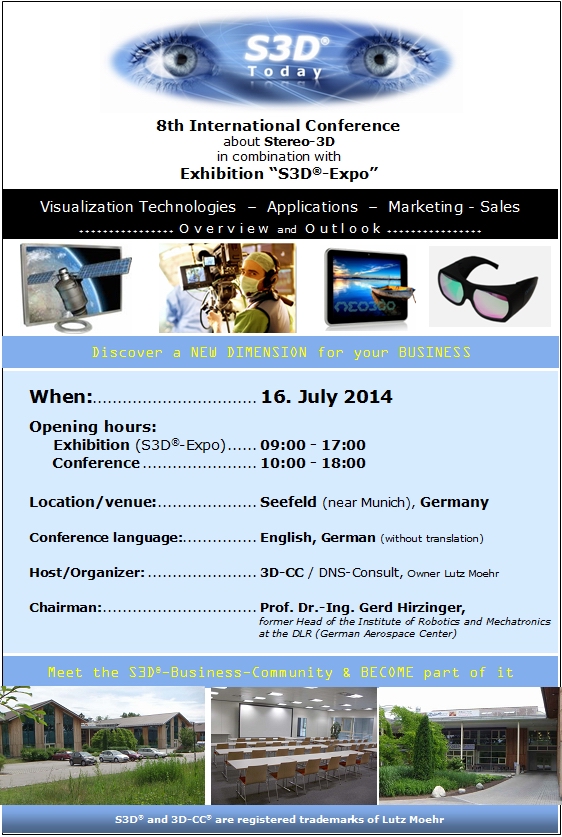 S3D®
Today
8th International Conference
about Stereo-3D
in combination with
Exhibition “S3D®-Expo”
Visualization Technologies – Applications – Marketing - Sales
................ Overview and Outlook ................
Discover a NEW DIMENSION for your BUSINESS
When:................................. 16. July 2014
Opening hours:
Exhibition (S3D®-Expo)...... 09:00 - 17:00
Conference ....................... 10:00 - 18:00
Location/venue:.................... Seefeld (near Munich), Germany
Conference language:............... English, German (without translation)
Host/Organizer: ...................... 3D-CC / DNS-Consult, Owner Lutz Moehr
Chairman:............................... Prof. Dr.-Ing. Gerd Hirzinger,
former Head of the Institute of Robotics and Mechatronics
at the DLR (German Aerospace Center)
Meet the S3D®-Business-Community & BECOME part of it
S3D® and 3D-CC® are registered trademarks of Lutz Moehr